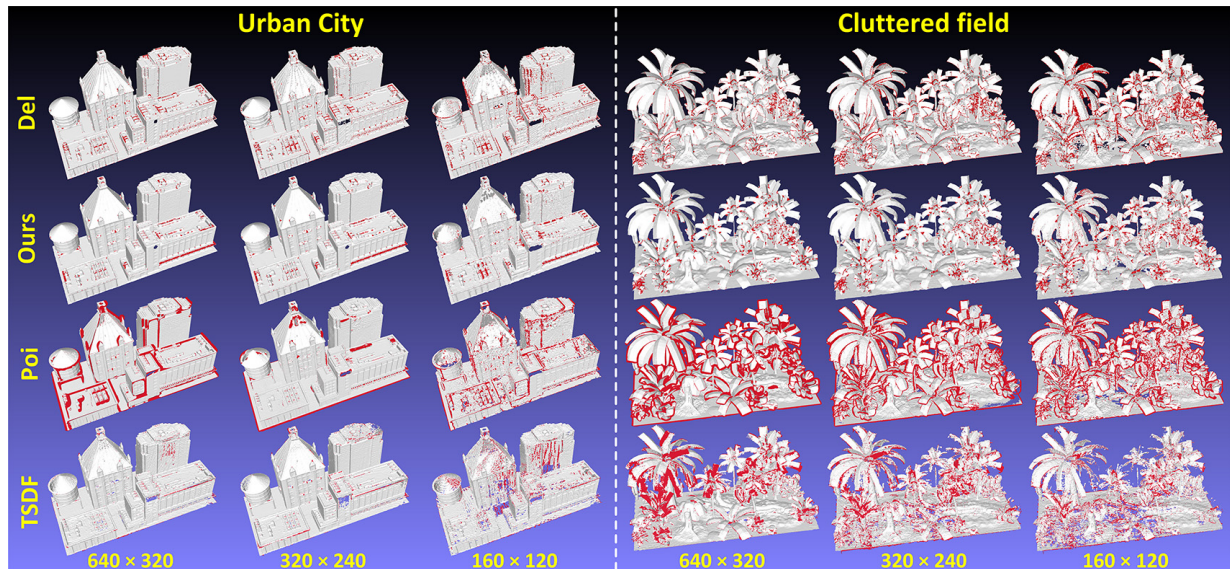 Urban City
Cluttered field
Del
Ours
Poi
TSDF
640 × 320
320 × 240
160 × 120
640 × 320
320 × 240
160 × 120